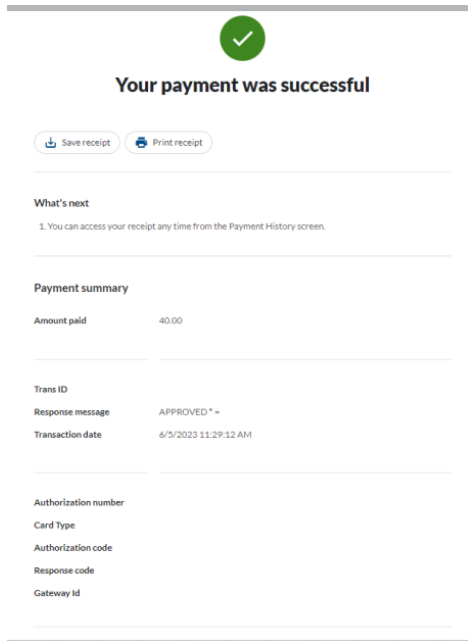 Your payment was successful
Save receipt Print receipt
What's next
1. You can access your receipt any time from the Payment History screen.
Payment summary
Amount paid 40.00
Trans ID
Response message APPROVED * =
Transaction date 6/5/2023 11:29:12 AM
Authorization number
Card Type
Authorization code
Response code
Gateway Id